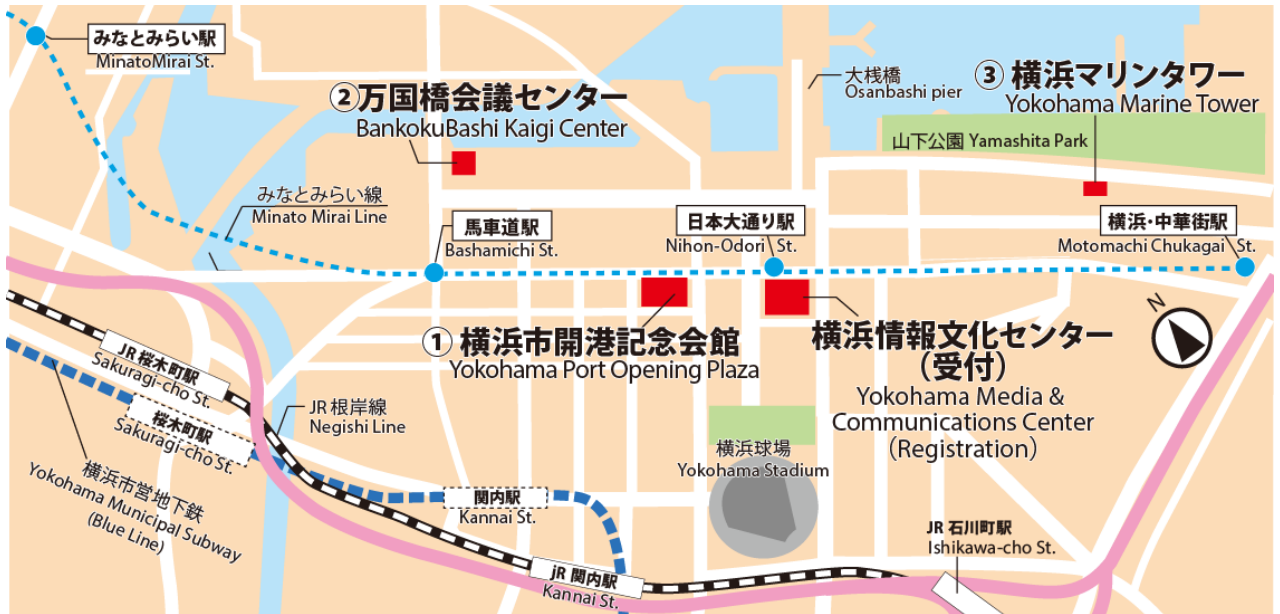 みなとみらい駅
MinatoMirai St.
②万国橋会議センター
BankokuBashi Kaigi Center
大桟橋
Osanbashi pier
③ 横浜マリンタワー
Yokohama Marine Tower
山下公園 Yamashita Park
みなとみらい線
Minato Mirai Line
馬車道駅
Bashamichi St.
日本大通り駅
Nihon-Odori St.
横浜・中華街駅
Motomachi Chukagai St.
N
① 横浜市開港記念会館
Yokohama Port Opening Plaza
横浜情報文化センター
(受付)
Yokohama Media &
Communications Center
(Registration)
JR 桜木町駅
Sakuragi-cho St.
桜木町駅
Sakuragi-cho St.
JR 根岸線
Negishi Line
横浜市営地下鉄
Yokohama Municipal Subway
(Blue Line)
関内駅
Kannai St.
横浜球場
Yokohama Stadium
JR 石川町駅
Ishikawa-cho St.
jR 関内駅
Kannai St.